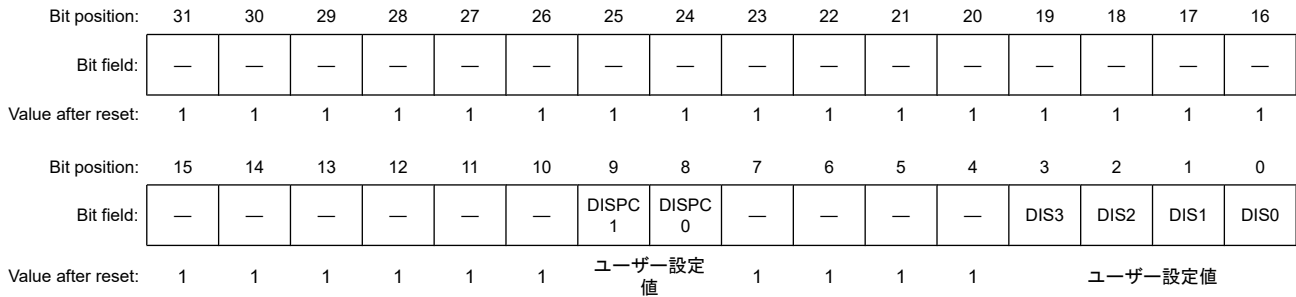 Bit position: 31 30 29 28 27 26 25 24 23 22 21 20 19 18 17 16
Bit field: — — — — — — — — — — — — — — — —
Value after reset: 1 1 1 1 1 1 1 1 1 1 1 1 1 1 1 1
Bit position: 15 14 13 12 11 10 9 8 7 6 5 4 3 2 1 0
Bit field: — — — — — — DISPC1 DISPC0 — — — — DIS3 DIS2 DIS1 DIS0
Value after reset: 1 1 1 1 1 1 ユーザー設定値 1 1 1 1 ユーザー設定値